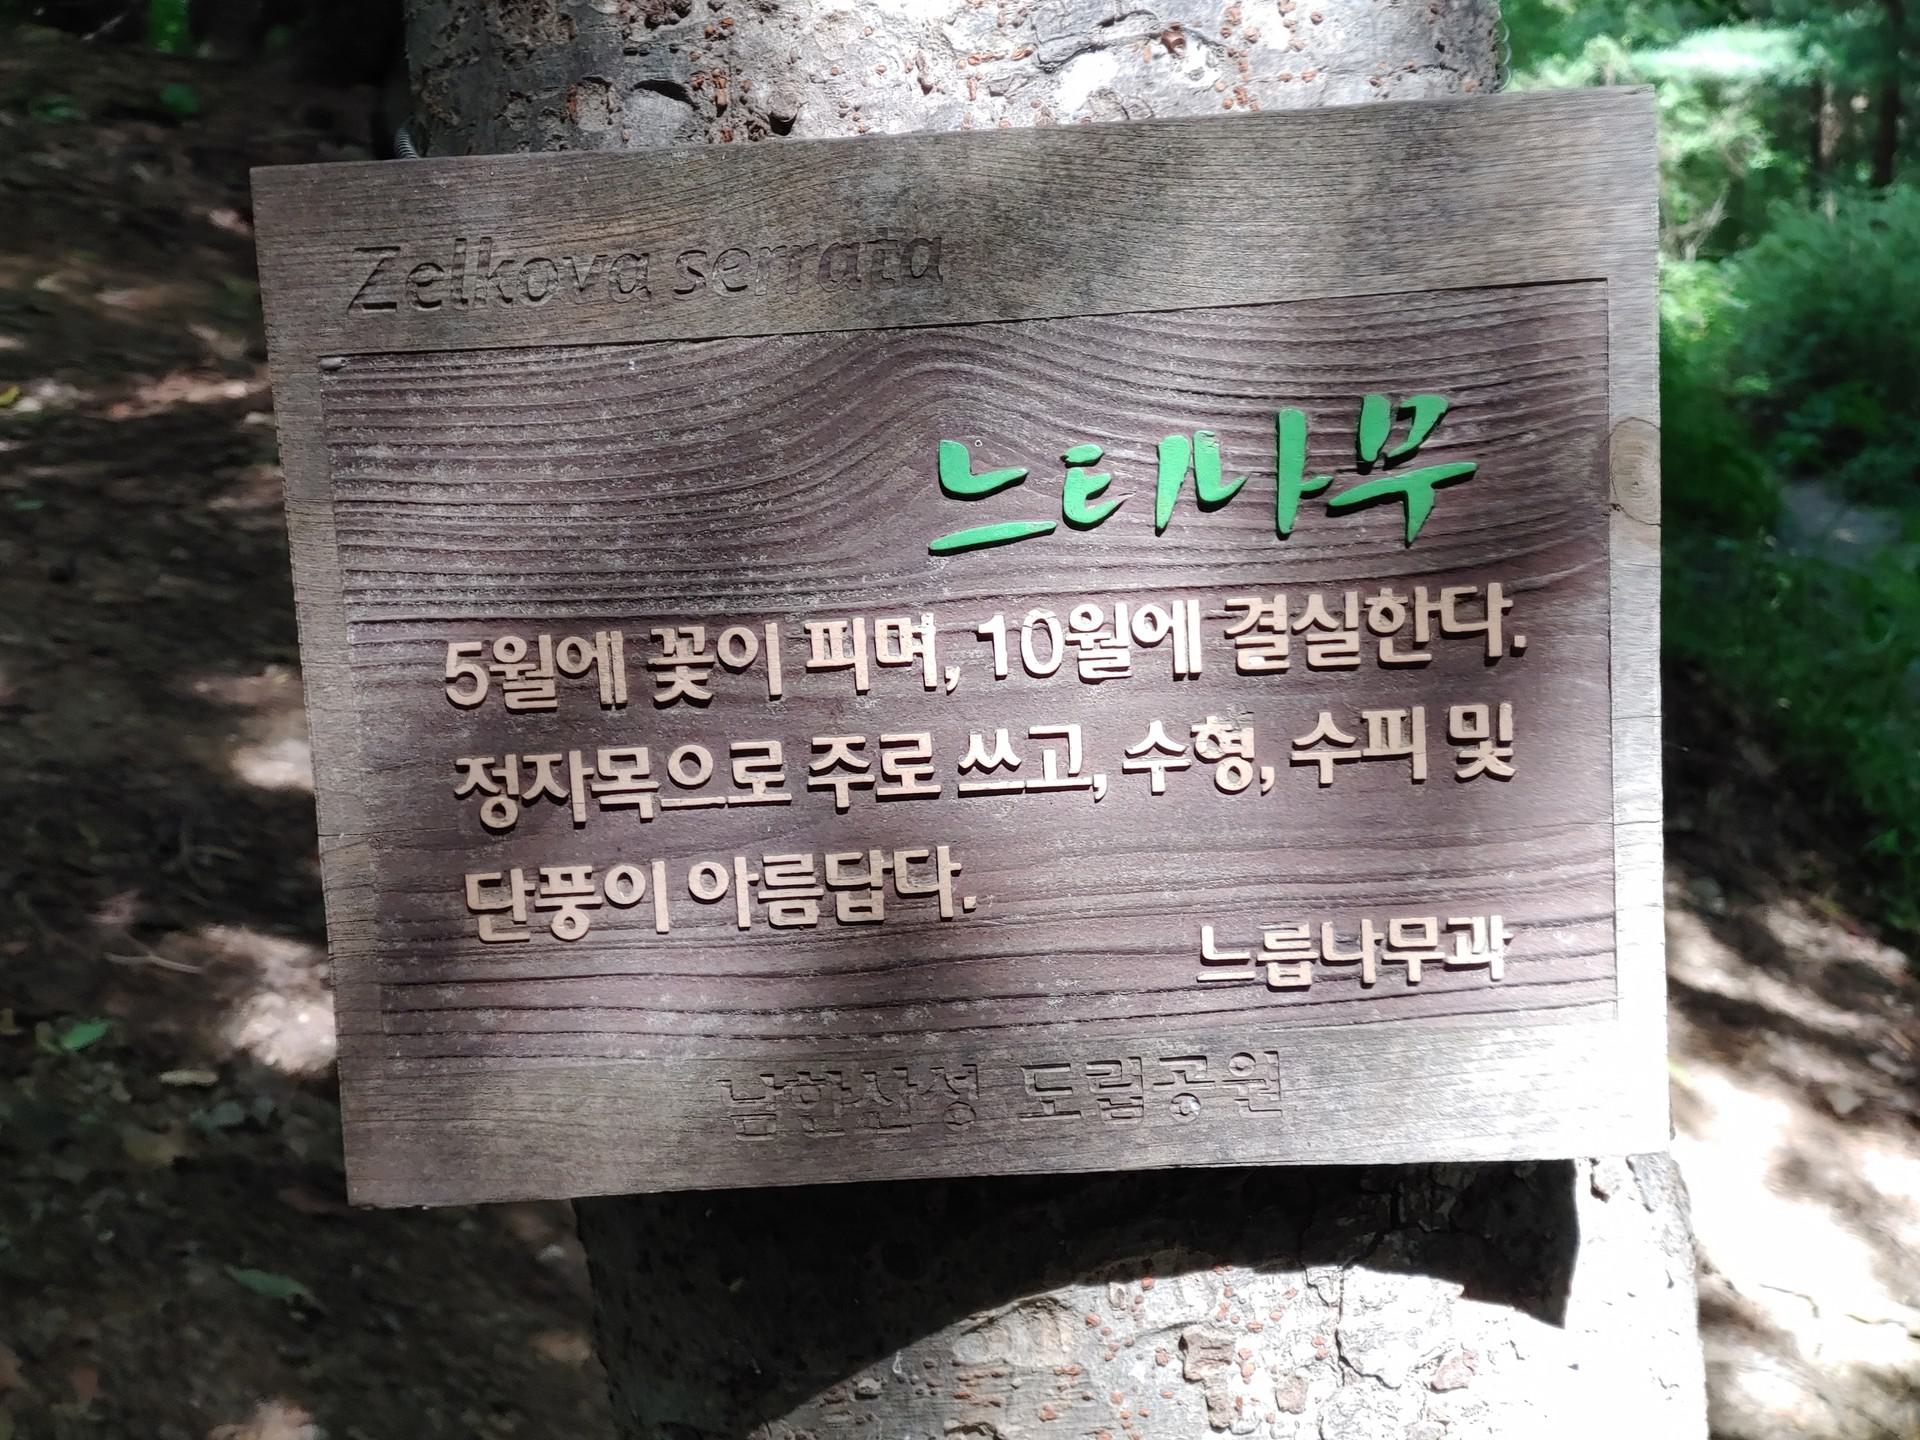 Zelkova serrata
느티나무
5월에 꽃이 피며, 10월에 결실한다.
정자목으로 주로 쓰고, 수형, 수피 및
단풍이 아름답다.
느릅나무과
남한산성 도립공원